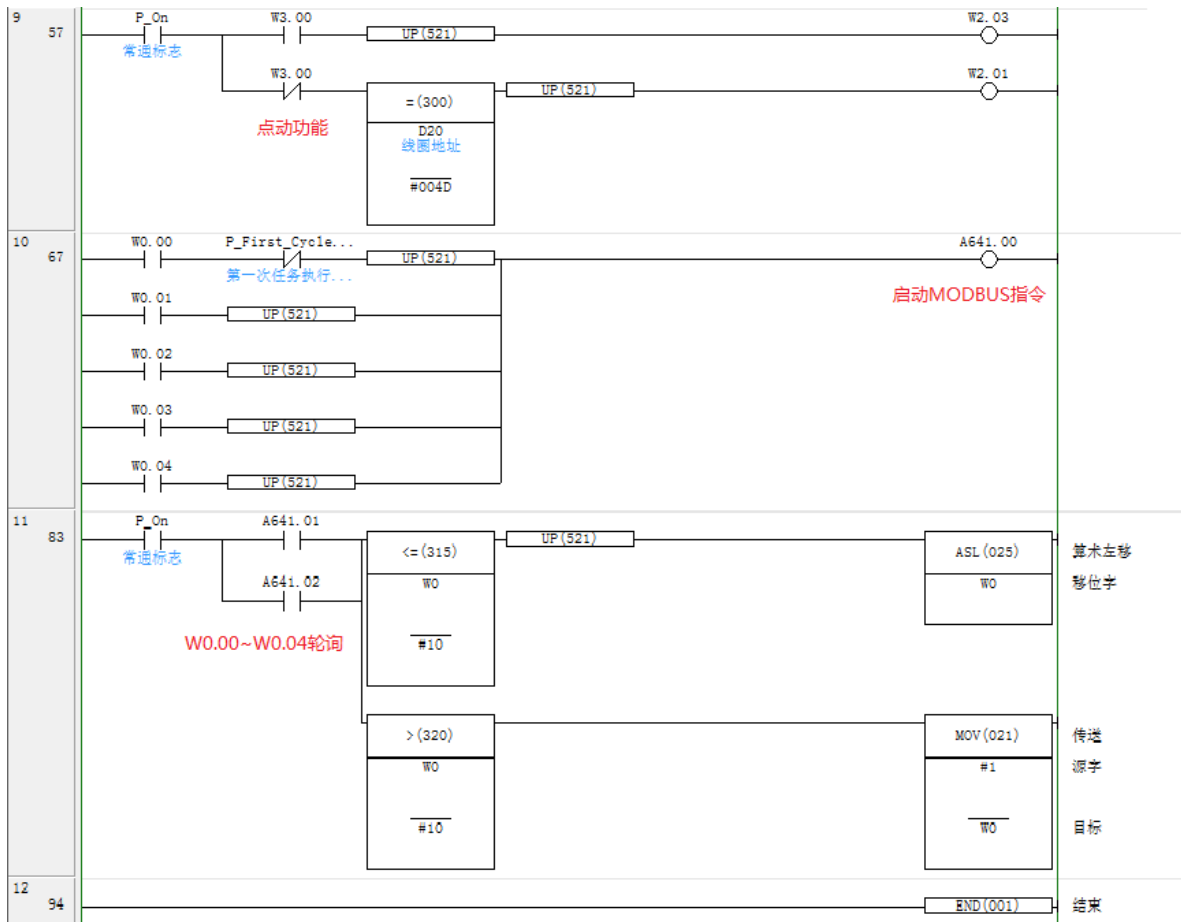 9
57
P_On
常通标志
W3.00
UP(521)
W2.03
W3.00
点动功能
=(300)
D20
线圈地址
#004D
UP(521)
W2.01
10
67
W0.00
P_First_Cycle...
第一次任务执行...
UP(521)
A641.00
启动MODBUS指令
W0.01
UP(521)
W0.02
UP(521)
W0.03
UP(521)
W0.04
UP(521)
11
83
P_On
常通标志
A641.01
A641.02
W0.00~W0.04轮询
<=(315)
W0
#10
UP(521)
ASL(025)
算术左移
W0
移位字
>(320)
W0
#10
MOV(021)
传送
#1
源字
W0
目标
12
94
END(001)
结束